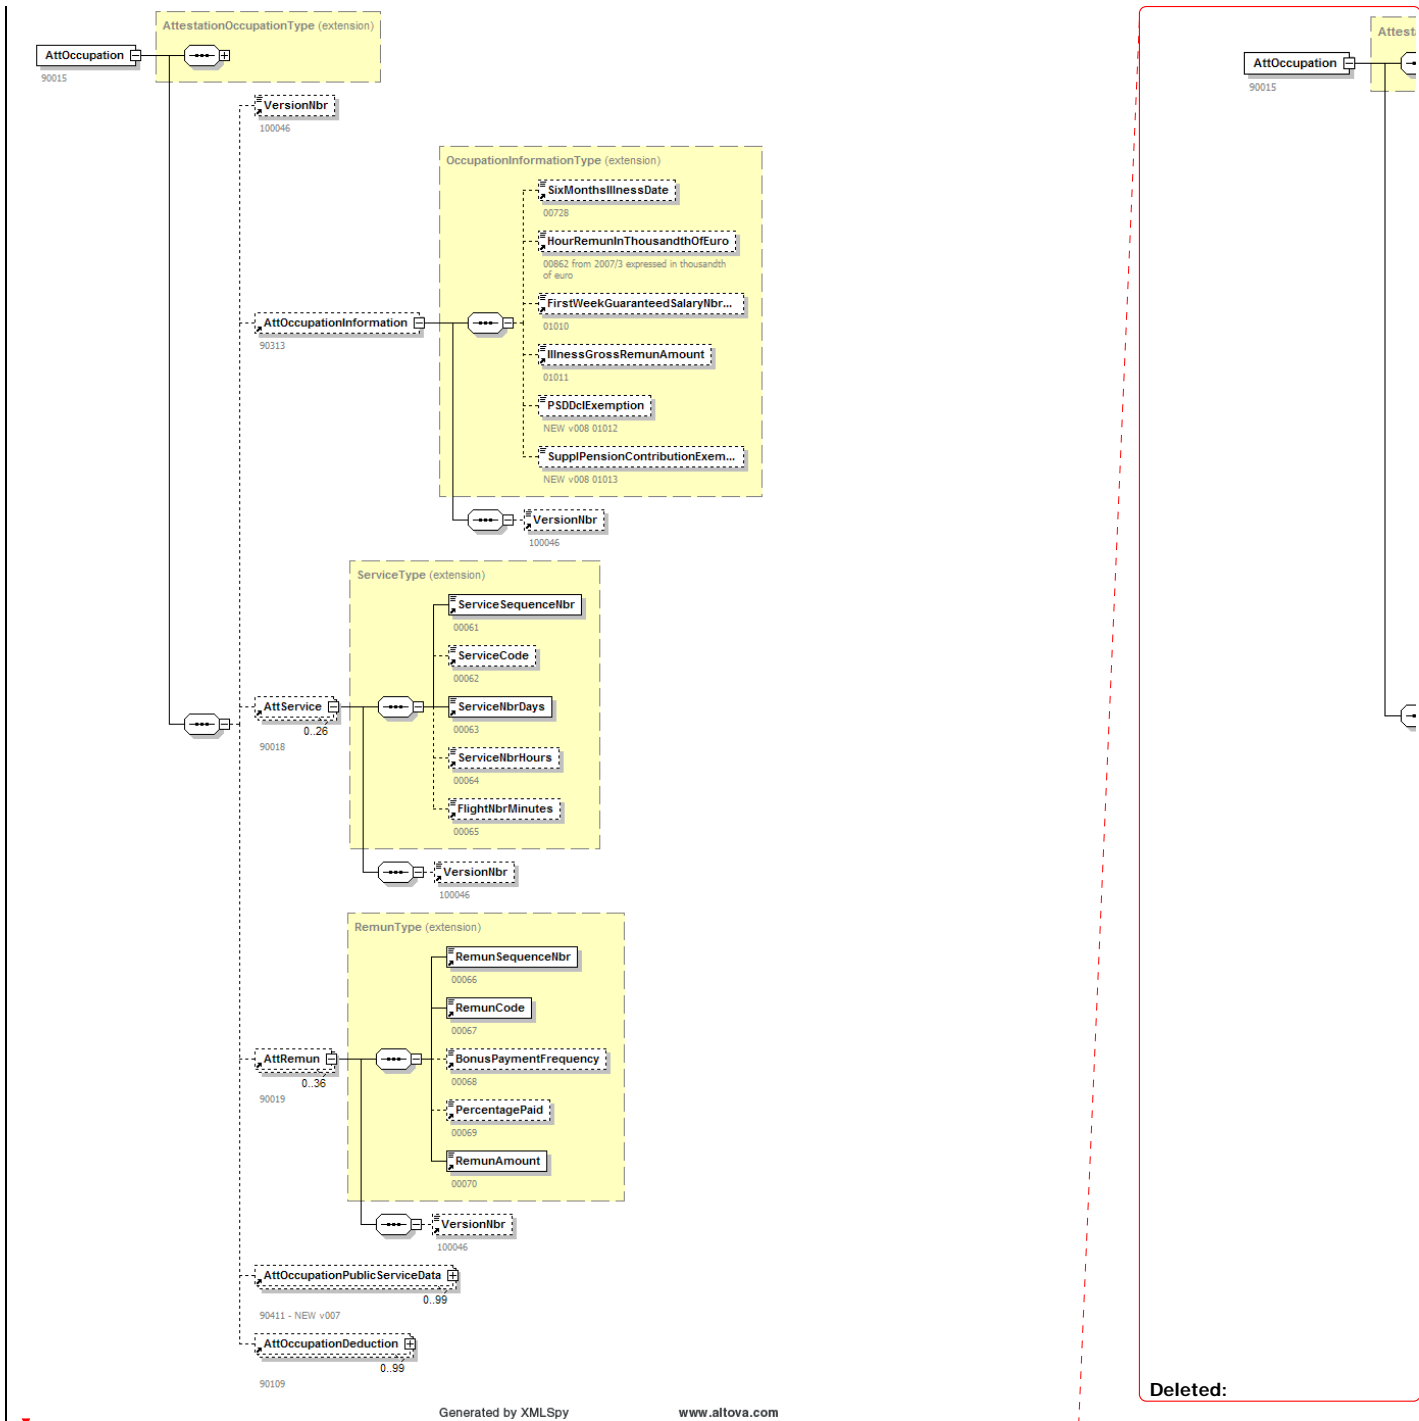 AttestationOccupationType (extension)
AttOccupation
90015
VersionNbr
100046
OccupationInformationType (extension)
SixMonthsIllnessDate
00728
HourRemunInThousandthOfEuro
00862 from 2007/3 expressed in thousandth
of euro
FirstWeekGuaranteedSalaryNbr...
01010
AttOccupationInformation
90313
IllnessGrossRemunAmount
01011
PSDDclExemption
NEW v008 01012
SupplPensionContributionExem...
NEW v008 01013
VersionNbr
100046
ServiceType (extension)
ServiceSequenceNbr
00061
ServiceCode
00062
AttService
0..26
90018
ServiceNbrDays
00063
ServiceNbrHours
00064
FlightNbrMinutes
00065
VersionNbr
100046
RemunType (extension)
RemunSequenceNbr
00066
RemunCode
00067
AttRemun
0..36
90019
BonusPaymentFrequency
00068
PercentagePaid
00069
RemunAmount
00070
VersionNbr
100046
AttOccupationPublicServiceData
0..99
90411 - NEW v007
AttOccupationDeduction
0..99
90109
Generated by XMLSpy www.altova.com
Attest
AttOccupation
90015
Deleted: